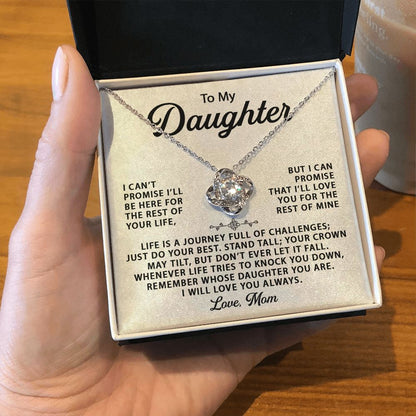 To My
Daughter
I CAN'T
PROMISE I'LL
BE HERE FOR
THE REST OF
YOUR LIFE,
BUT I CAN
PROMISE
THAT I'LL LOVE
YOU FOR THE
REST OF MINE
LIFE IS A JOURNEY FULL OF CHALLENGES;
JUST DO YOUR BEST. STAND TALL; YOUR CROWN
MAY TILT, BUT DON'T EVER LET IT FALL.
WHENEVER LIFE TRIES TO KNOCK YOU DOWN,
REMEMBER WHOSE DAUGHTER YOU ARE.
I WILL LOVE YOU ALWAYS.
Love, Mom